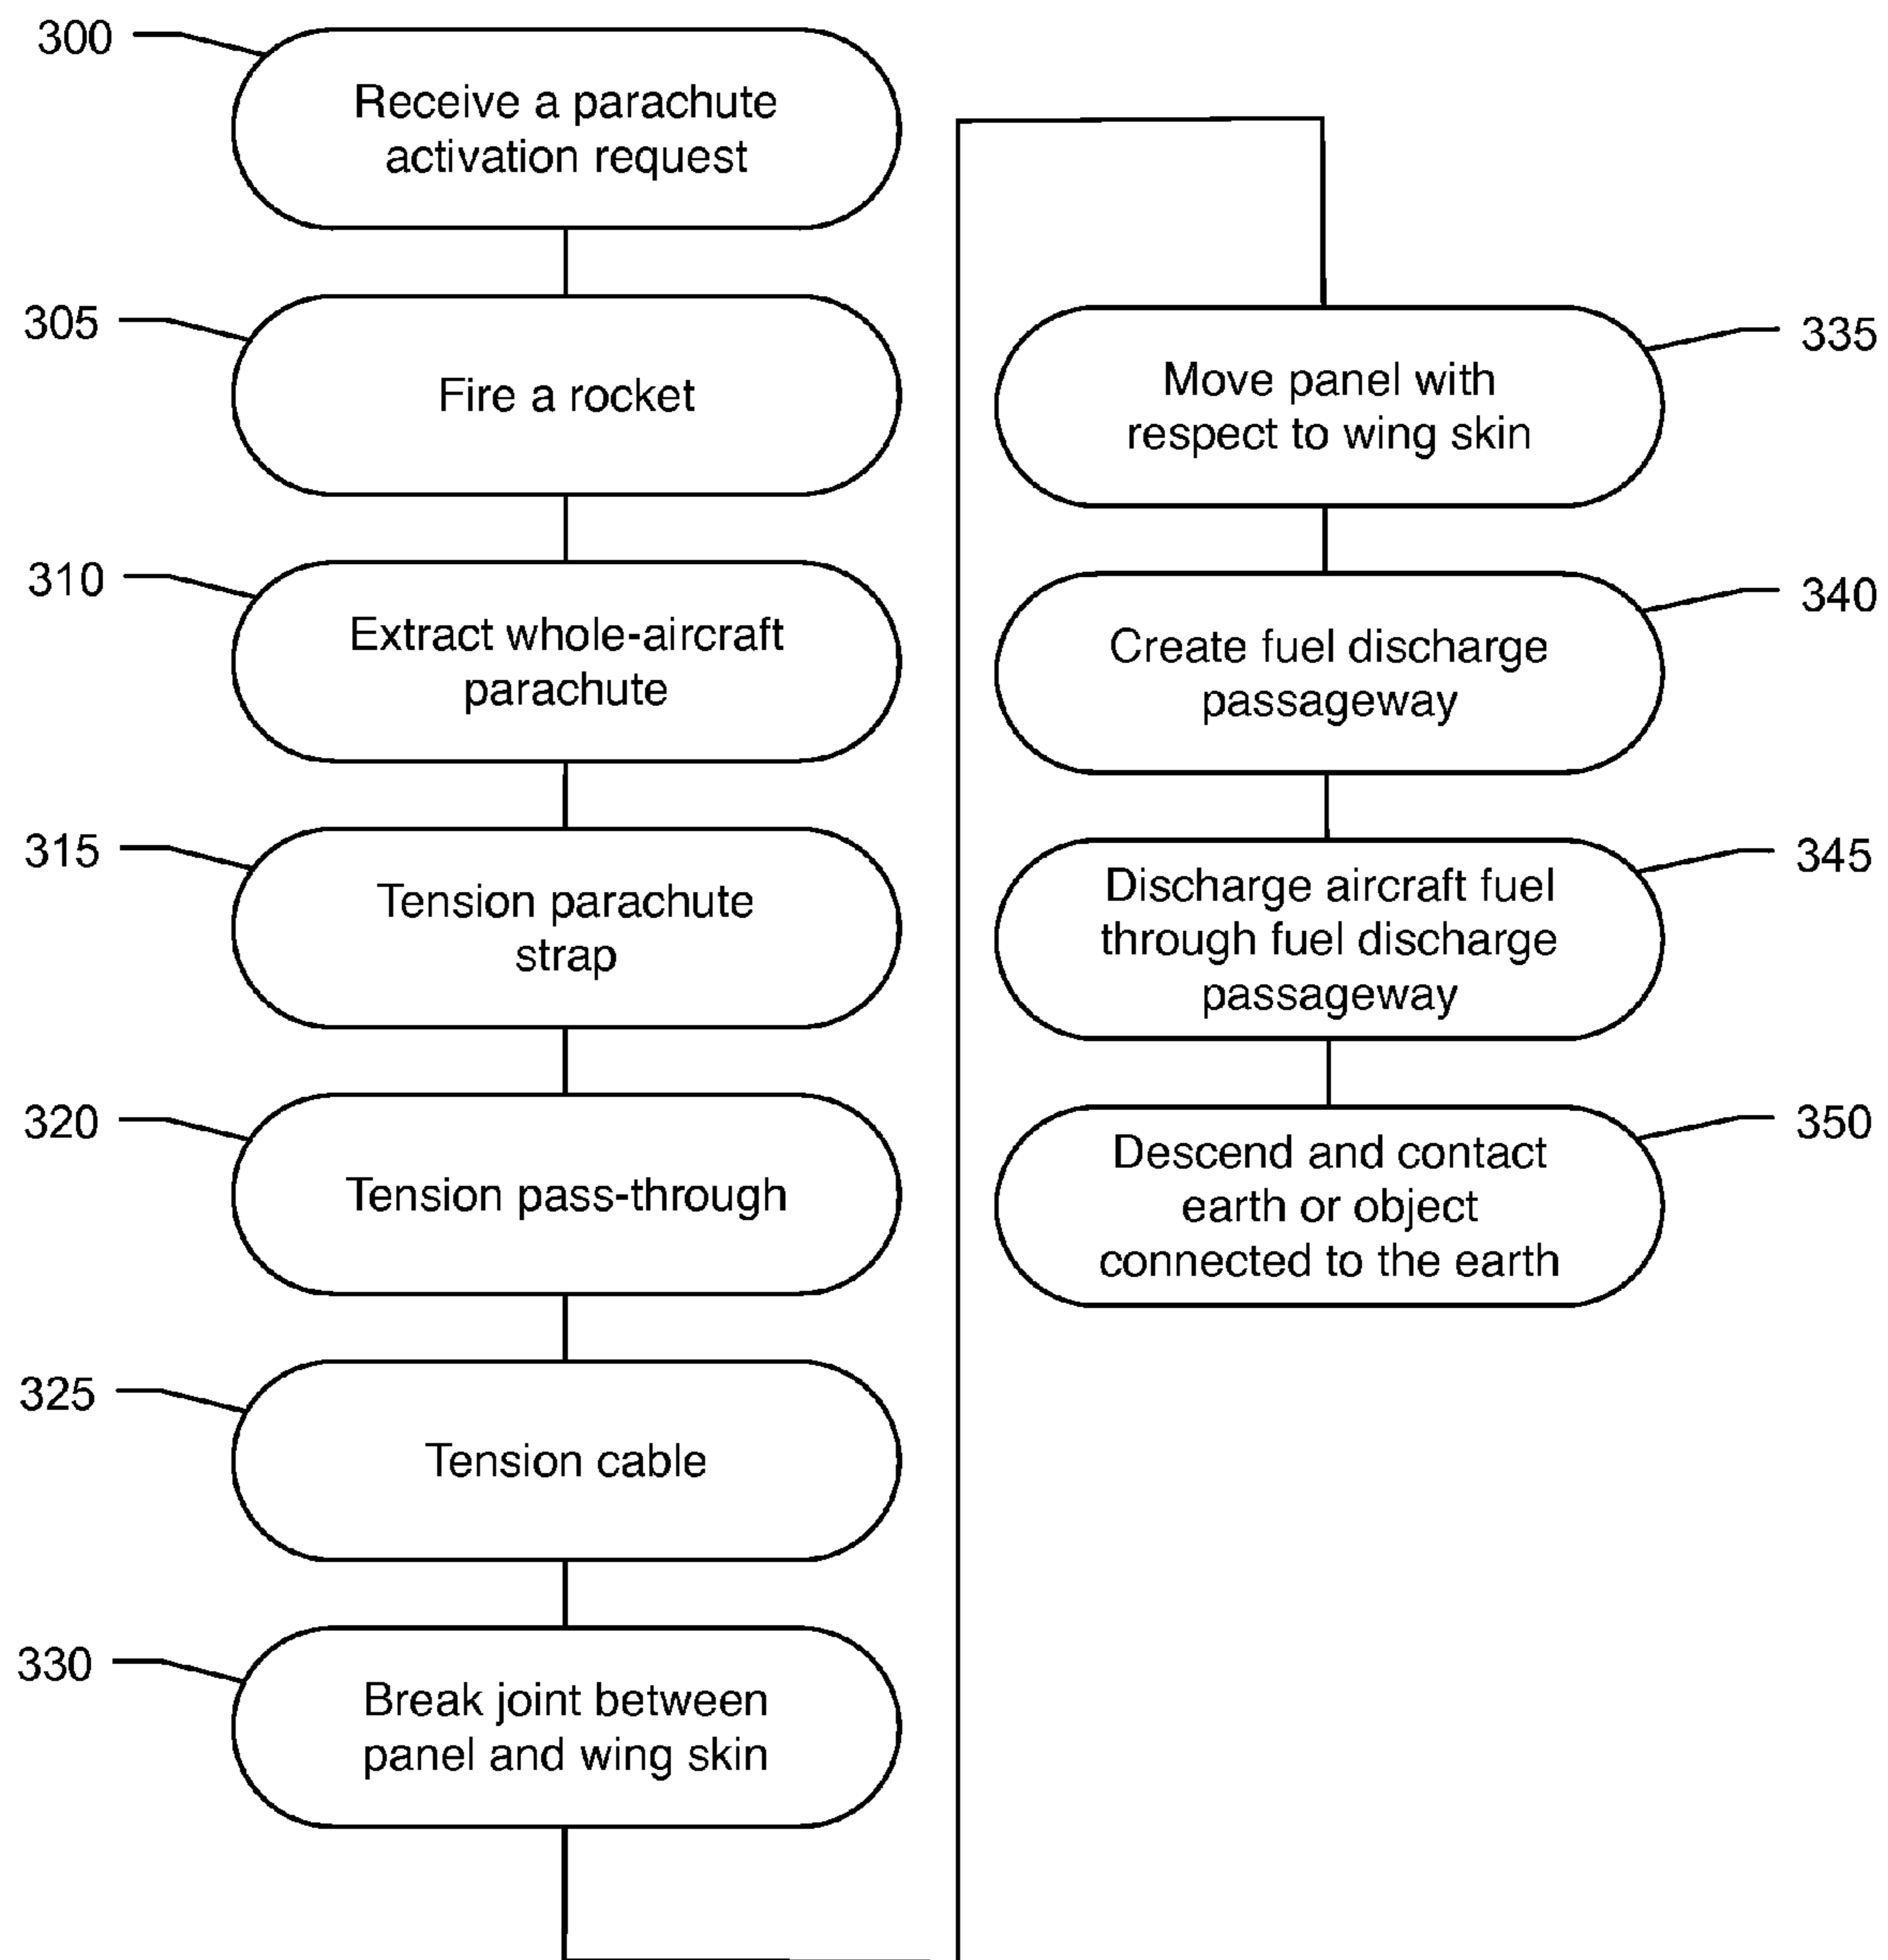 300
Receive a parachute
activation request
305
Fire a rocket
310
Extract whole-aircraft
parachute
315
Tension parachute
strap
320
Tension pass-through
325
Tension cable
330
Break joint between
panel and wing skin
335
Move panel with
respect to wing skin
340
Create fuel discharge
passageway
345
Discharge aircraft fuel
through fuel discharge
passageway
350
Descend and contact
earth or object
connected to the earth